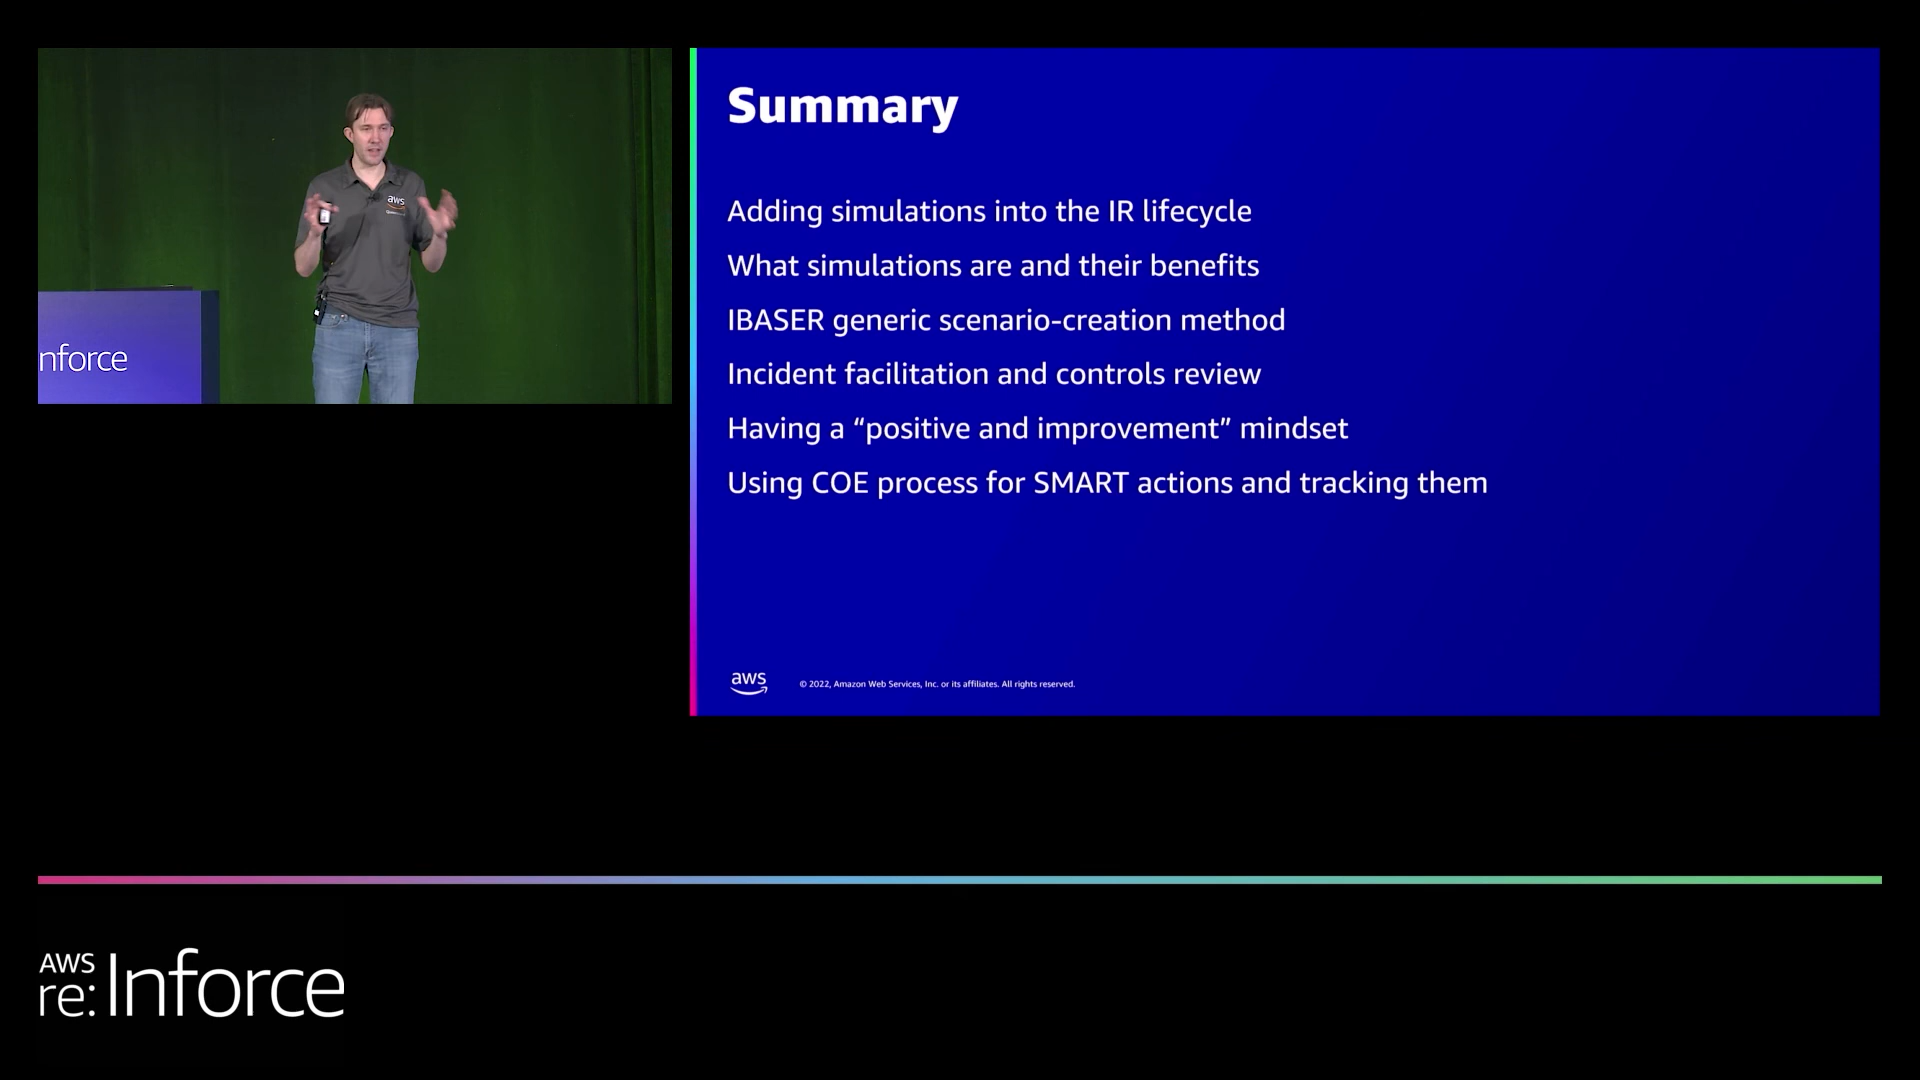 aws
nforce
Summary
Adding simulations into the IR lifecycle
What simulations are and their benefits
IBASER generic scenario-creation method
Incident facilitation and controls review
Having a “positive and improvement” mindset
Using COE process for SMART actions and tracking them
aws
© 2022, Amazon Web Services, Inc. or its affiliates. All rights reserved.
AWS
re:Inforce